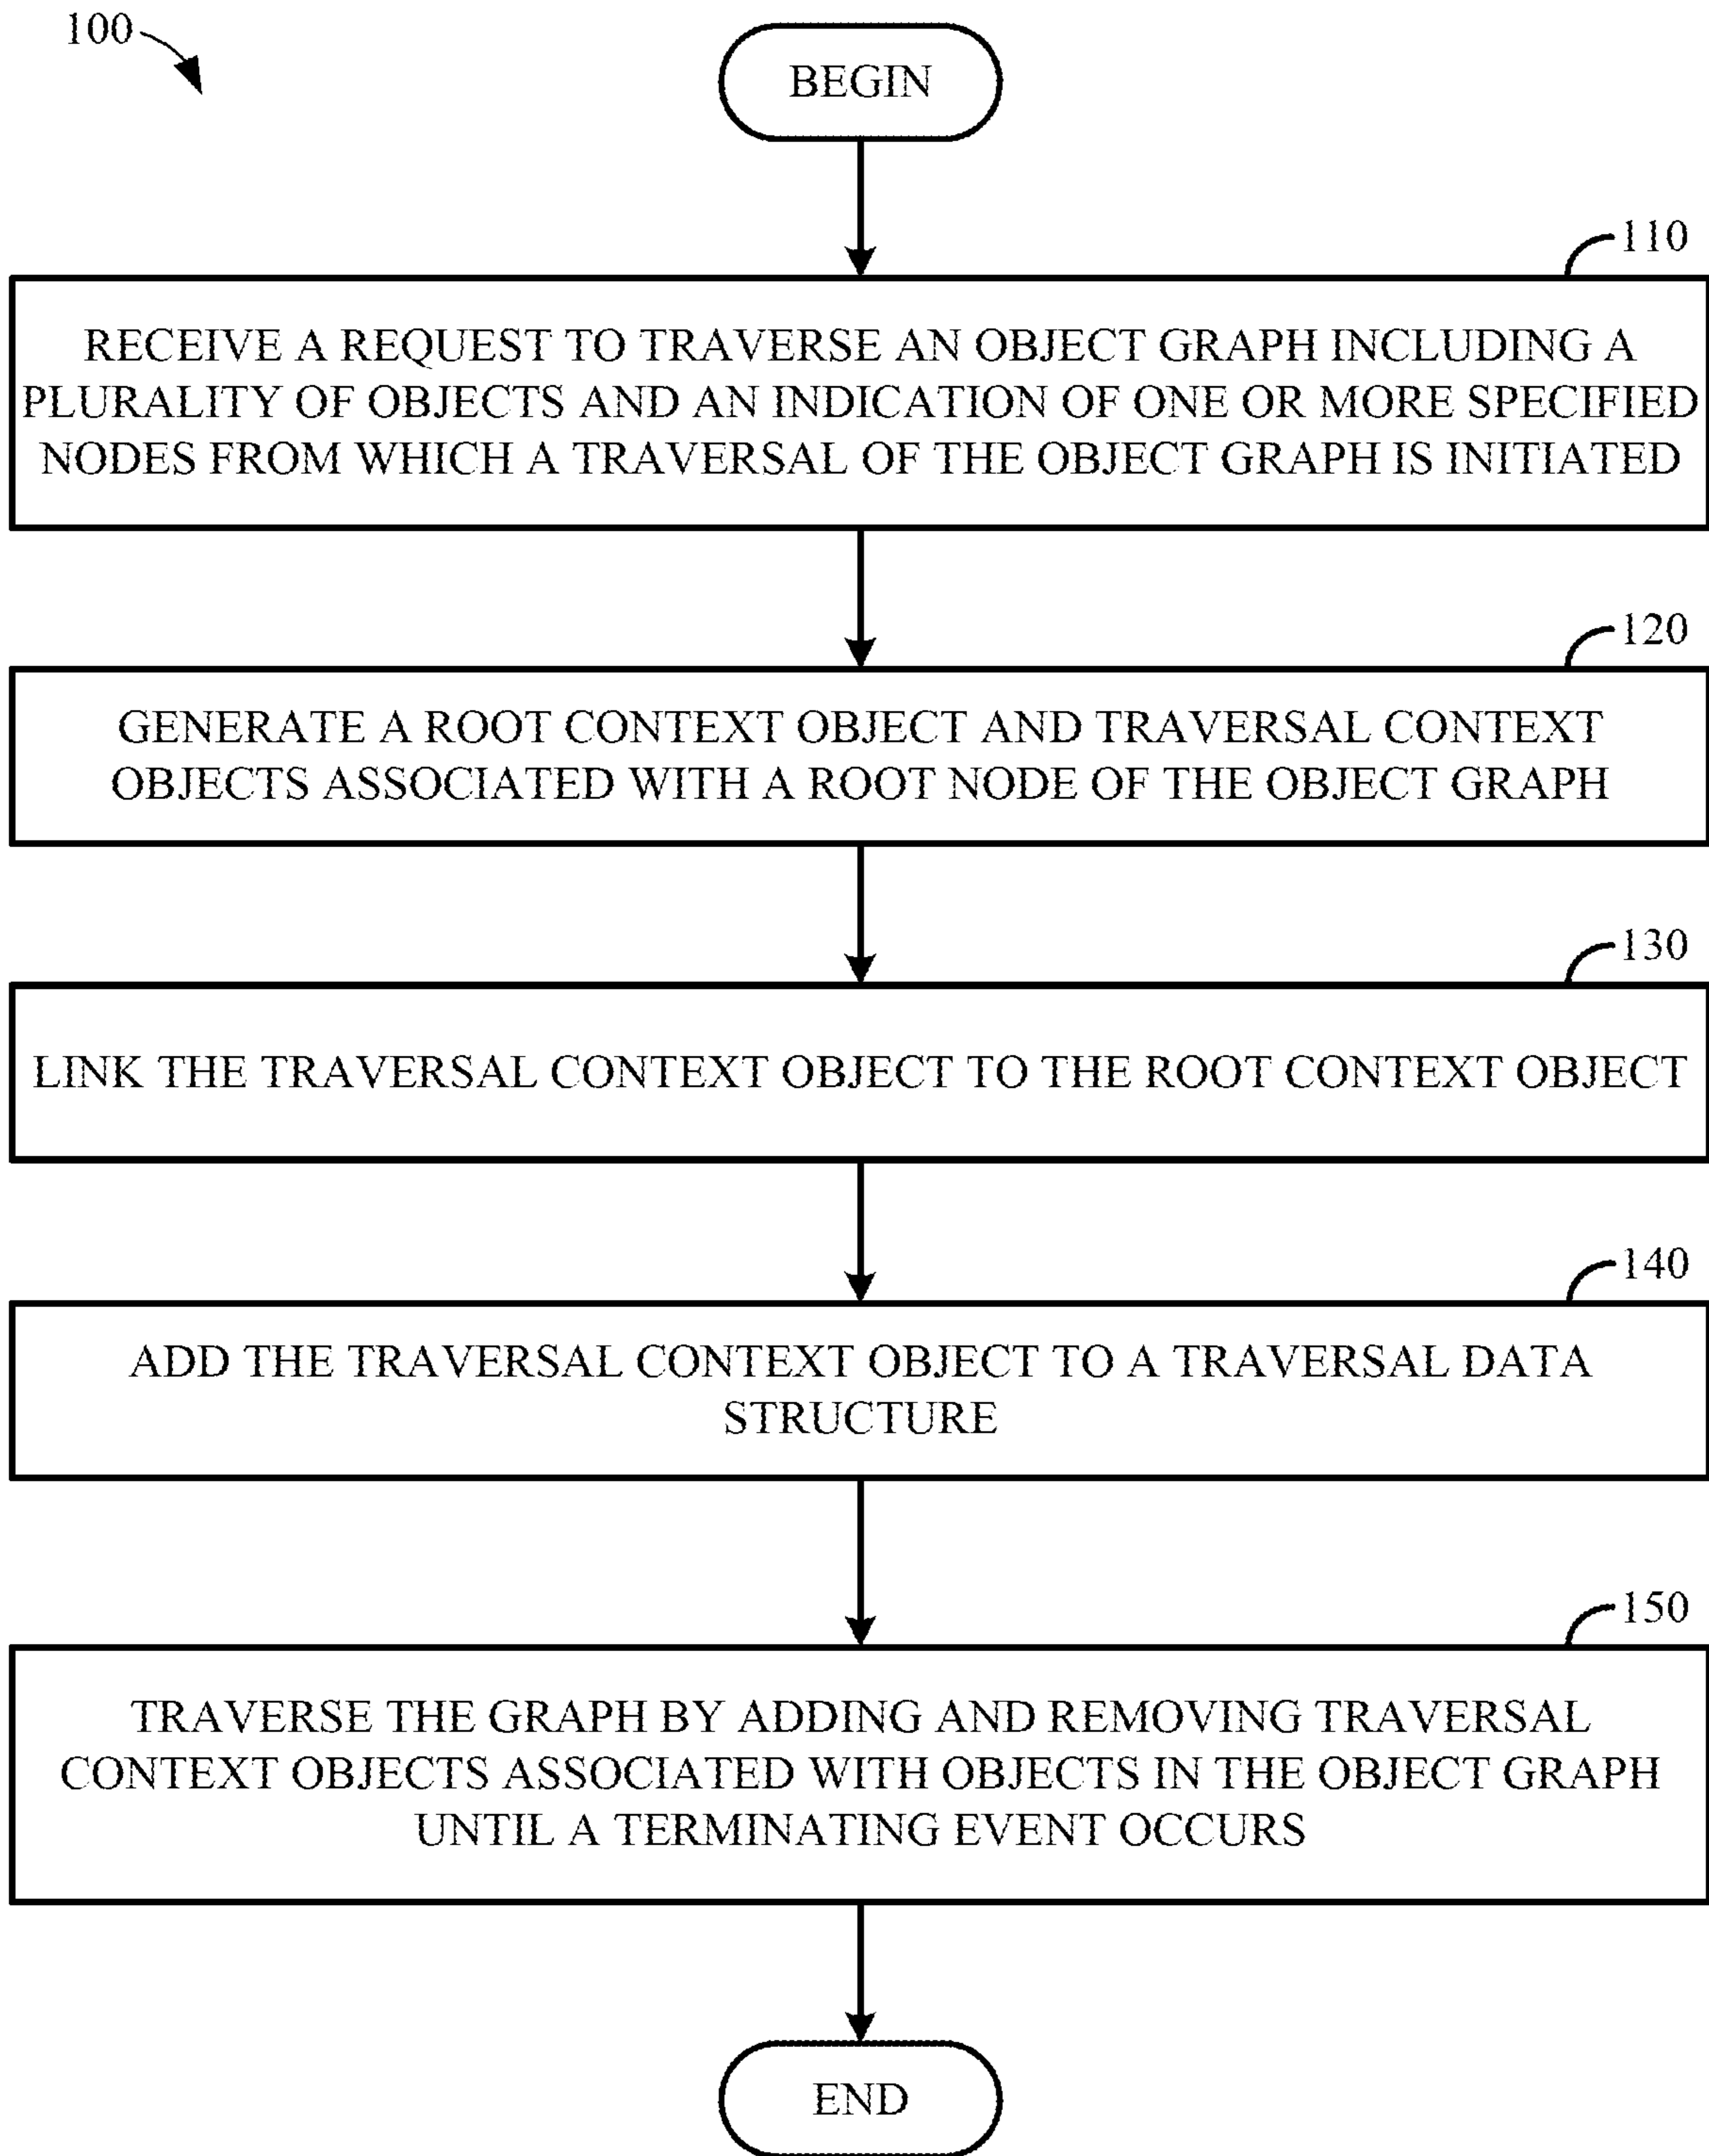 100
BEGIN
110
RECEIVE A REQUEST TO TRAVERSE AN OBJECT GRAPH INCLUDING A
PLURALITY OF OBJECTS AND AN INDICATION OF ONE OR MORE SPECIFIED
NODES FROM WHICH A TRAVERSAL OF THE OBJECT GRAPH IS INITIATED
120
GENERATE A ROOT CONTEXT OBJECT AND TRAVERSAL CONTEXT
OBJECTS ASSOCIATED WITH A ROOT NODE OF THE OBJECT GRAPH
130
LINK THE TRAVERSAL CONTEXT OBJECT TO THE ROOT CONTEXT OBJECT
140
ADD THE TRAVERSAL CONTEXT OBJECT TO A TRAVERSAL DATA
STRUCTURE
150
TRAVERSE THE GRAPH BY ADDING AND REMOVING TRAVERSAL
CONTEXT OBJECTS ASSOCIATED WITH OBJECTS IN THE OBJECT GRAPH
UNTIL A TERMINATING EVENT OCCURS
END